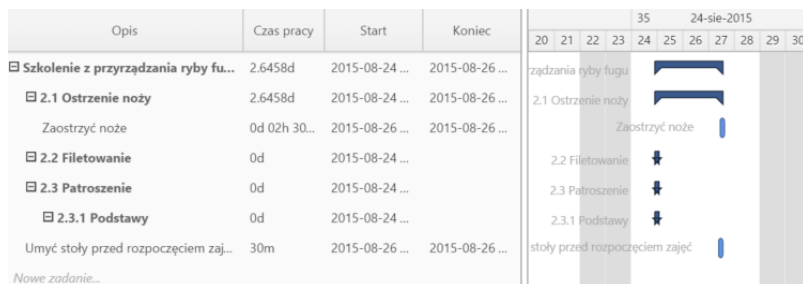 Opis Czas pracy Start Koniec 35 24-sie-2015
20 21 22 23 24 25 26 27 28 29 30
Szkolenie z przyrządzania ryby fu... 2.6458d 2015-08-24 ... 2015-08-26 ... rządzania ryby fugu
2.1 Ostrzenie noży 2.6458d 2015-08-24 ... 2015-08-26 ... 2.1 Ostrzenie noży
Zaostrzyć noże 0d 02h 30... 2015-08-26 ... 2015-08-26 ... Zaostrzyć noże
2.2 Filetowanie 0d 2015-08-24 ... 2.2 Filetowanie
2.3 Patroszenie 0d 2015-08-24 ... 2.3 Patroszenie
2.3.1 Podstawy 0d 2015-08-24 ... 2.3.1 Podstawy
Umyć stoły przed rozpoczęciem zaj... 30m 2015-08-26 ... 2015-08-26 ... stoły przed rozpoczęciem zajęć
Nowe zadanie...